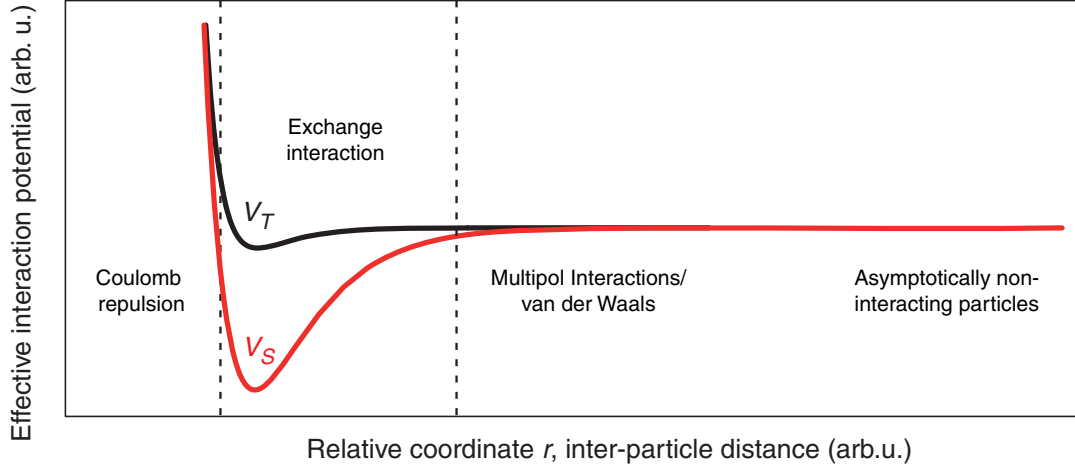 Effective interaction potential (arb. u.)
Exchange
interaction
V_T
Coulomb
repulsion
V_S
Multipol Interactions/
van der Waals
Asymptotically non-
interacting particles
Relative coordinate r, inter-particle distance (arb.u.)